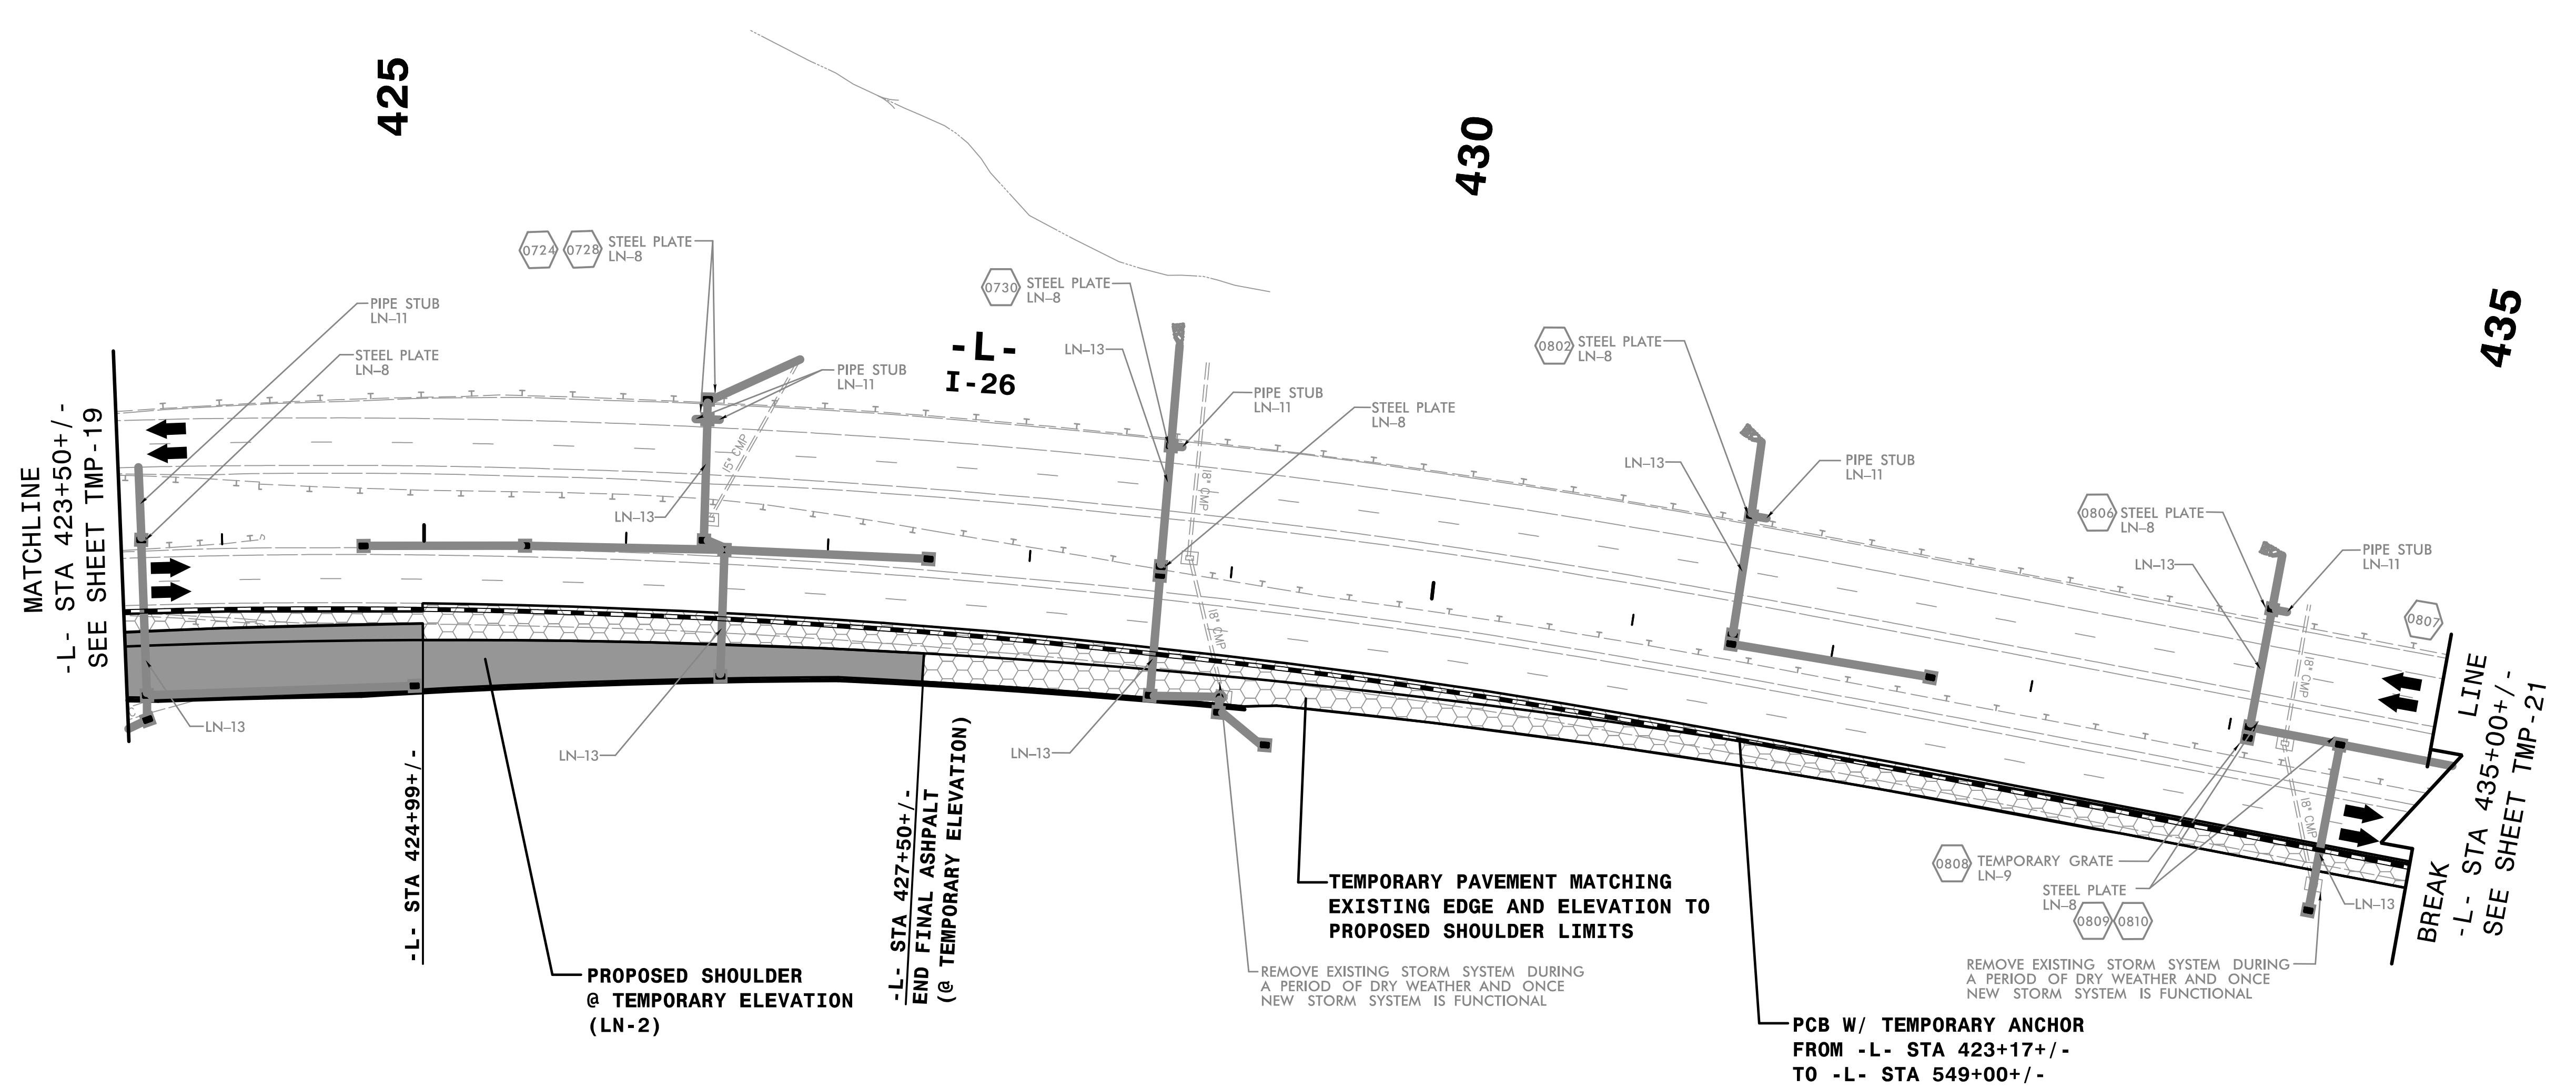 425
430
435
0724
0728
STEEL PLATE
LN-8
0730
STEEL PLATE
LN-8
PIPE STUB
LN-11
STEEL PLATE
LN-8
-L-
I-26
LN-13
PIPE STUB
LN-11
PIPE STUB
LN-11
STEEL PLATE
LN-8
0802
STEEL PLATE
LN-8
LN-13
PIPE STUB
LN-11
0806
STEEL PLATE
LN-8
LN-13
PIPE STUB
LN-11
0807
MATCHLINE
-L- STA 423+50+/-
SEE SHEET TMP-19
15" CMP
18" CMP
18" CMP
18" CMP
18" CMP
LN-13
LN-13
LN-13
LN-13
-L- STA 424+99+/-
-L- STA 427+50+/-
END FINAL ASHPALT
(@ TEMPORARY ELEVATION)
PROPOSED SHOULDER
@ TEMPORARY ELEVATION
(LN-2)
TEMPORARY PAVEMENT MATCHING
EXISTING EDGE AND ELEVATION TO
PROPOSED SHOULDER LIMITS
REMOVE EXISTING STORM SYSTEM DURING
A PERIOD OF DRY WEATHER AND ONCE
NEW STORM SYSTEM IS FUNCTIONAL
0808
TEMPORARY GRATE
LN-9
STEEL PLATE
LN-8
0809
0810
LN-13
REMOVE EXISTING STORM SYSTEM DURING
A PERIOD OF DRY WEATHER AND ONCE
NEW STORM SYSTEM IS FUNCTIONAL
PCB W/ TEMPORARY ANCHOR
FROM -L- STA 423+17+/-
TO -L- STA 549+00+/-
BREAK LINE
-L- STA 435+00+/-
SEE SHEET TMP-21